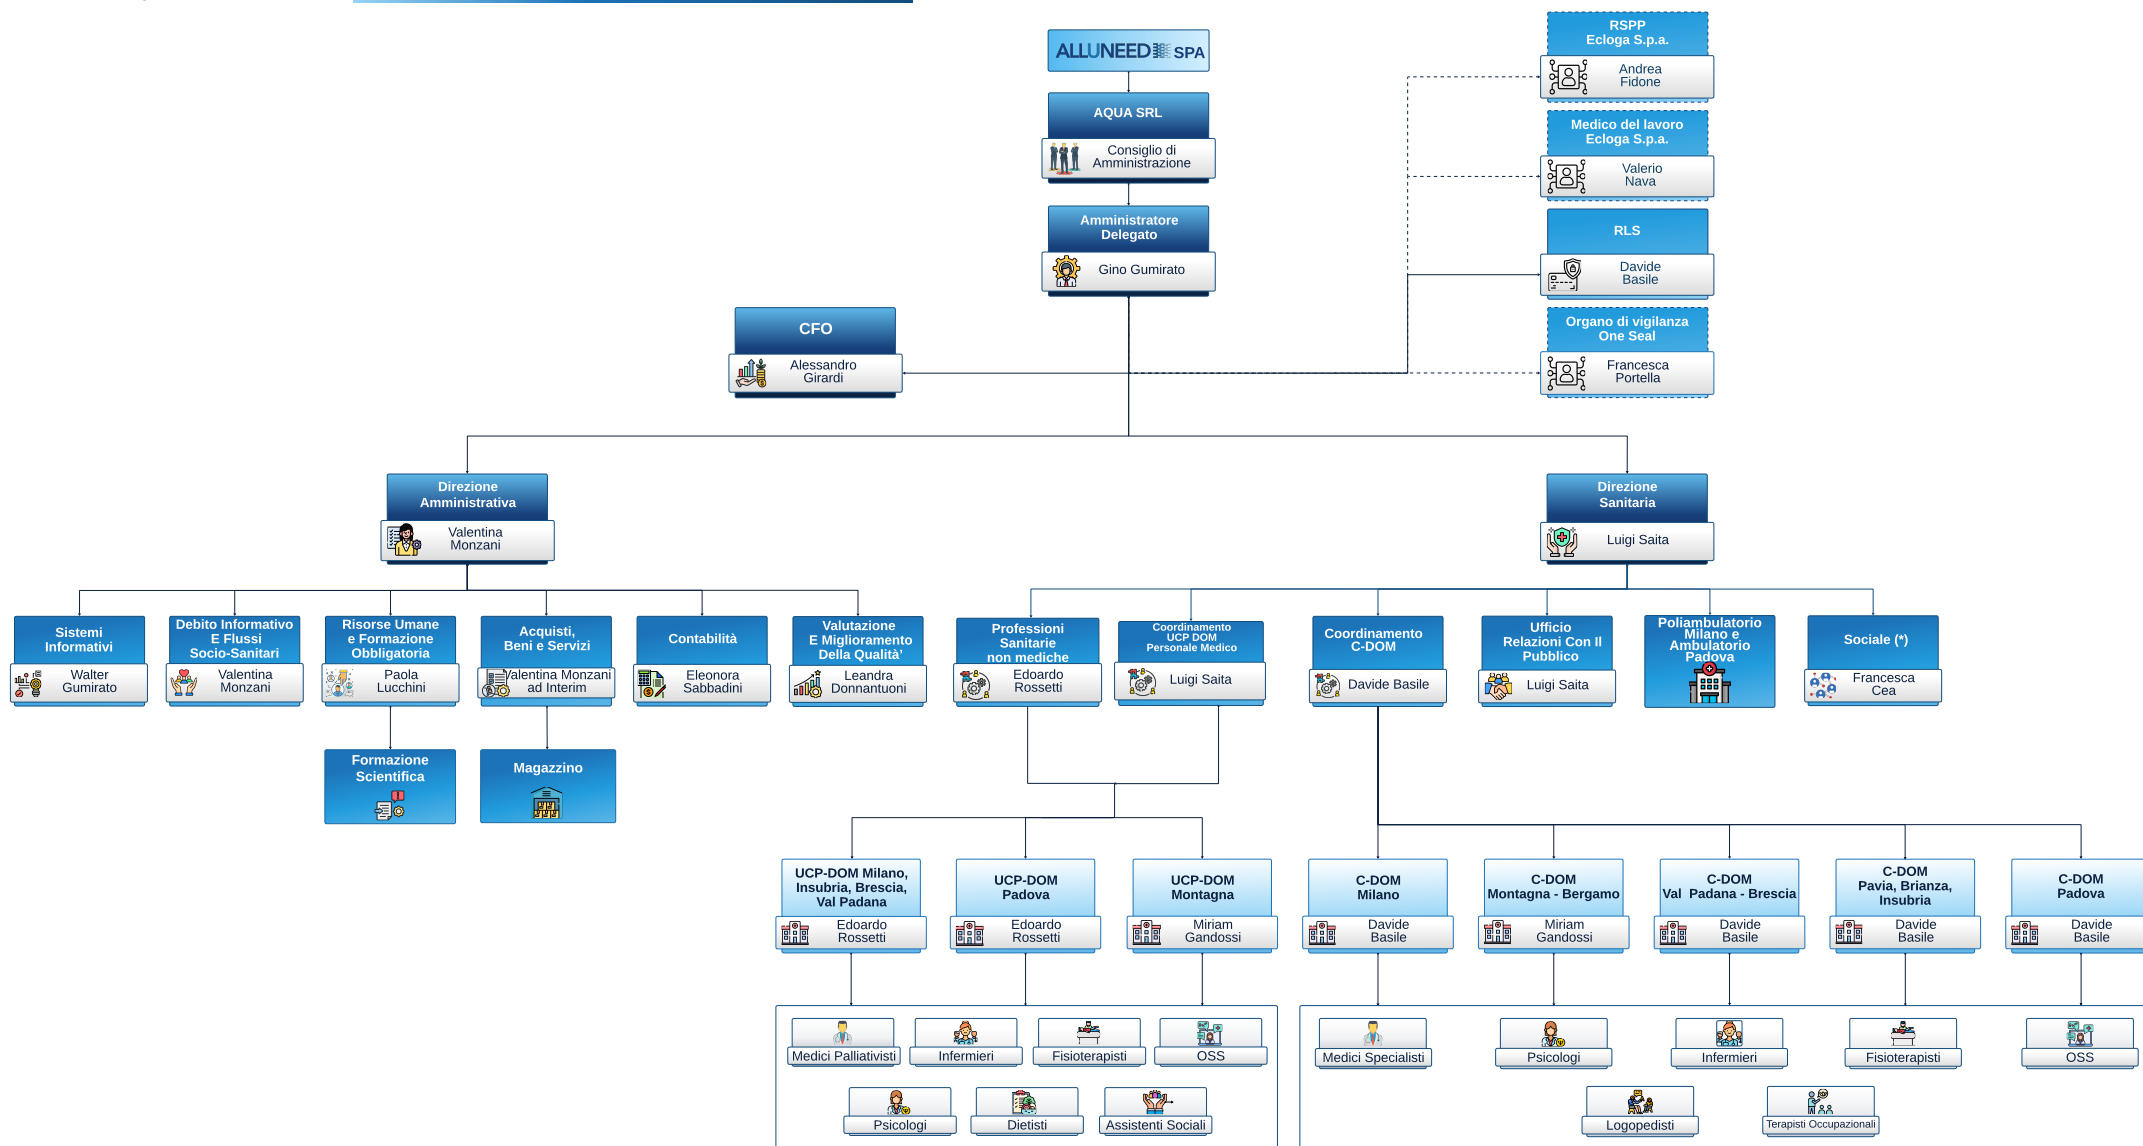 ALLUNEED SPA
AQUA SRL
Consiglio di
Amministrazione
Amministratore
Delegato
Gino Gumirato
RSPP
Ecloga S.p.a.
Andrea
Fidone
Medico del lavoro
Ecloga S.p.a.
Valerio
Nava
RLS
Davide
Basile
Organo di vigilanza
One Seal
Francesca
Portella
CFO
Alessandro
Girardi
Direzione
Amministrativa
Valentina
Monzani
Direzione
Sanitaria
Luigi Saita
Sistemi
Informativi
Walter
Gumirato
Debito Informativo
E Flussi
Socio-Sanitari
Valentina
Monzani
Risorse Umane
e Formazione
Obbligatoria
Paola
Lucchini
Acquisti,
Beni e Servizi
Valentina Monzani
ad Interim
Contabilità
Eleonora
Sabbadini
Valutazione
E Miglioramento
Della Qualità’
Leandra
Donnantuoni
Professioni
Sanitarie
non mediche
Edoardo
Rossetti
Coordinamento
UCP DOM
Personale Medico
Luigi Saita
Coordinamento
C-DOM
Davide Basile
Ufficio
Relazioni Con Il
Pubblico
Luigi Saita
Poliambulatorio
Milano e
Ambulatorio
Padova
Sociale (*)
Francesca
Cea
Formazione
Scientifica
Magazzino
UCP-DOM Milano,
Insubria, Brescia,
Val Padana
Edoardo
Rossetti
UCP-DOM
Padova
Edoardo
Rossetti
UCP-DOM
Montagna
Miriam
Gandossi
C-DOM
Milano
Davide
Basile
C-DOM
Montagna - Bergamo
Miriam
Gandossi
C-DOM
Val Padana - Brescia
Davide
Basile
C-DOM
Pavia, Brianza,
Insubria
Davide
Basile
C-DOM
Padova
Davide
Basile
Medici Palliativisti
Infermieri
Fisioterapisti
OSS
Psicologi
Dietisti
Assistenti Sociali
Medici Specialisti
Psicologi
Infermieri
Fisioterapisti
OSS
Logopedisti
Terapisti Occupazionali